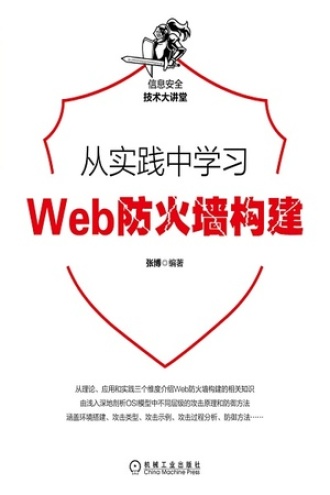 信息安全
技术大讲堂
从实践中学习
Web防火墙构建
张博◎编著
从理论、应用和实践三个维度介绍Web防火墙构建的相关知识
由浅入深地剖析OSI模型中不同层级的攻击原理和防御方法
涵盖环境搭建、攻击类型、攻击示例、攻击过程分析、防御方法……
机械工业出版社
China Machine Press